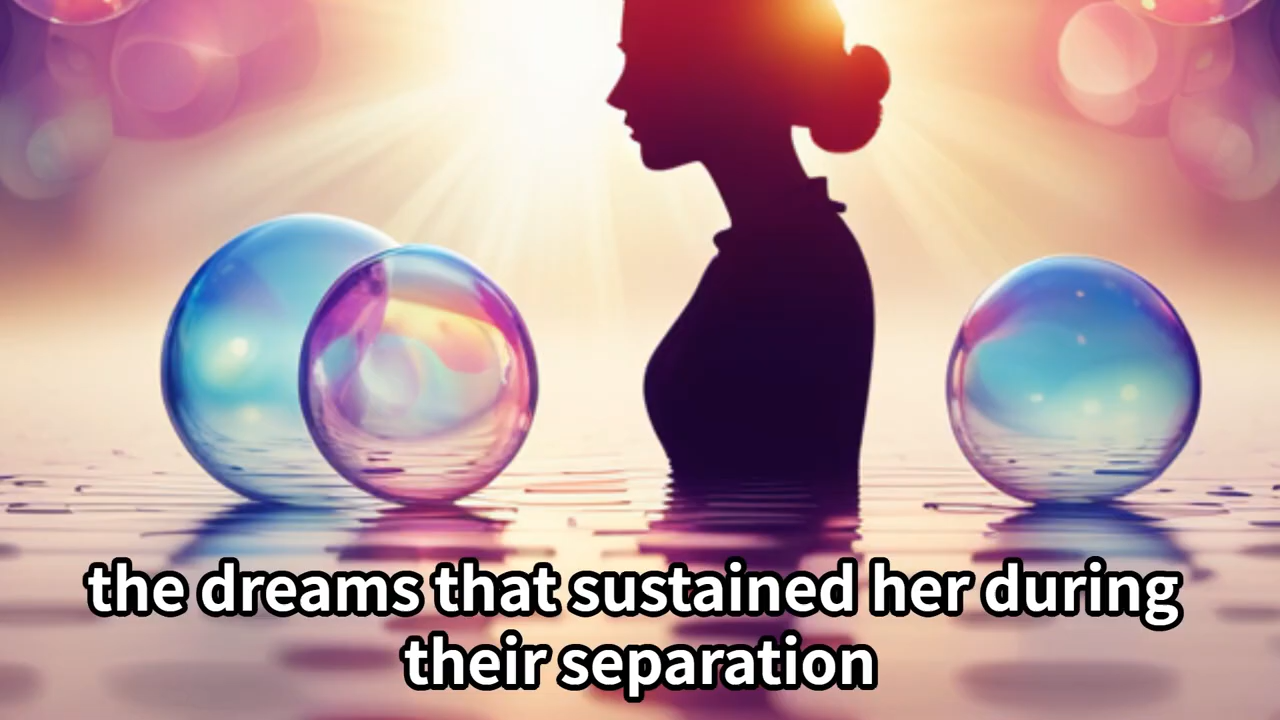 the dreams that sustained her during
their separation